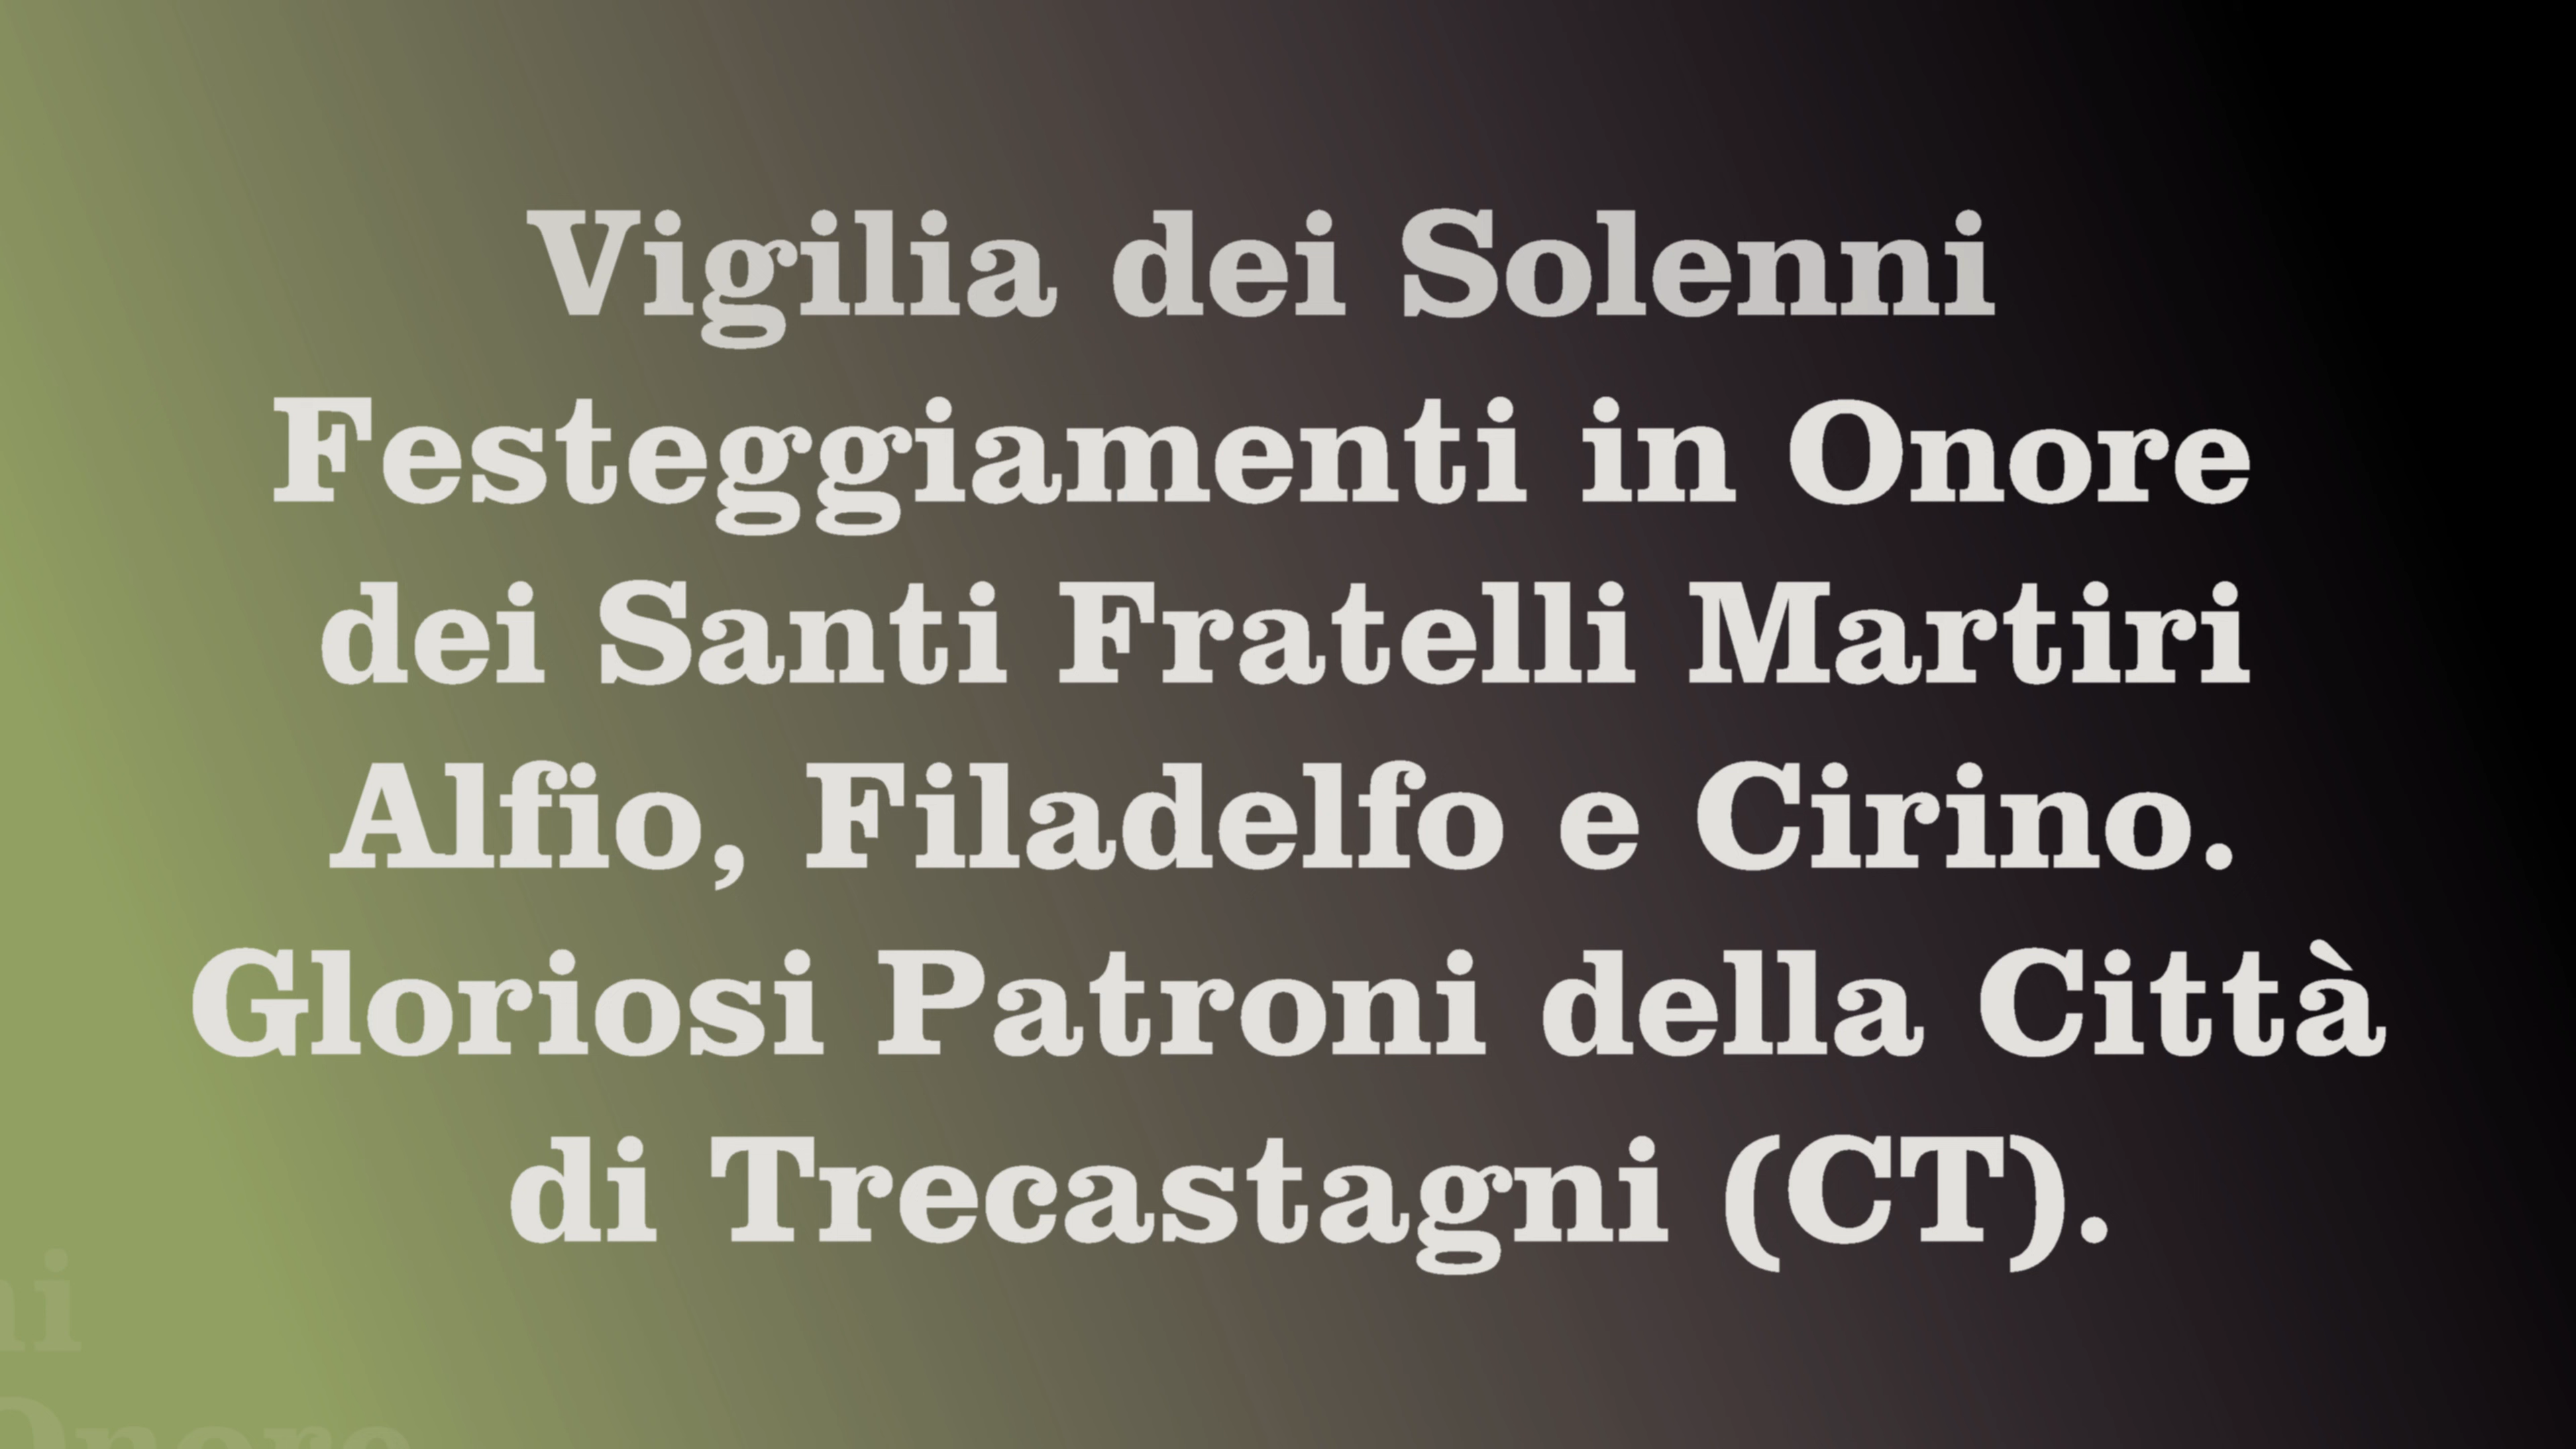 Vigilia dei Solenni
Festeggiamenti in Onore
dei Santi Fratelli Martiri
Alfio, Filadelfo e Cirino.
Gloriosi Patroni della Città
di Trecastagni (CT).
Onore